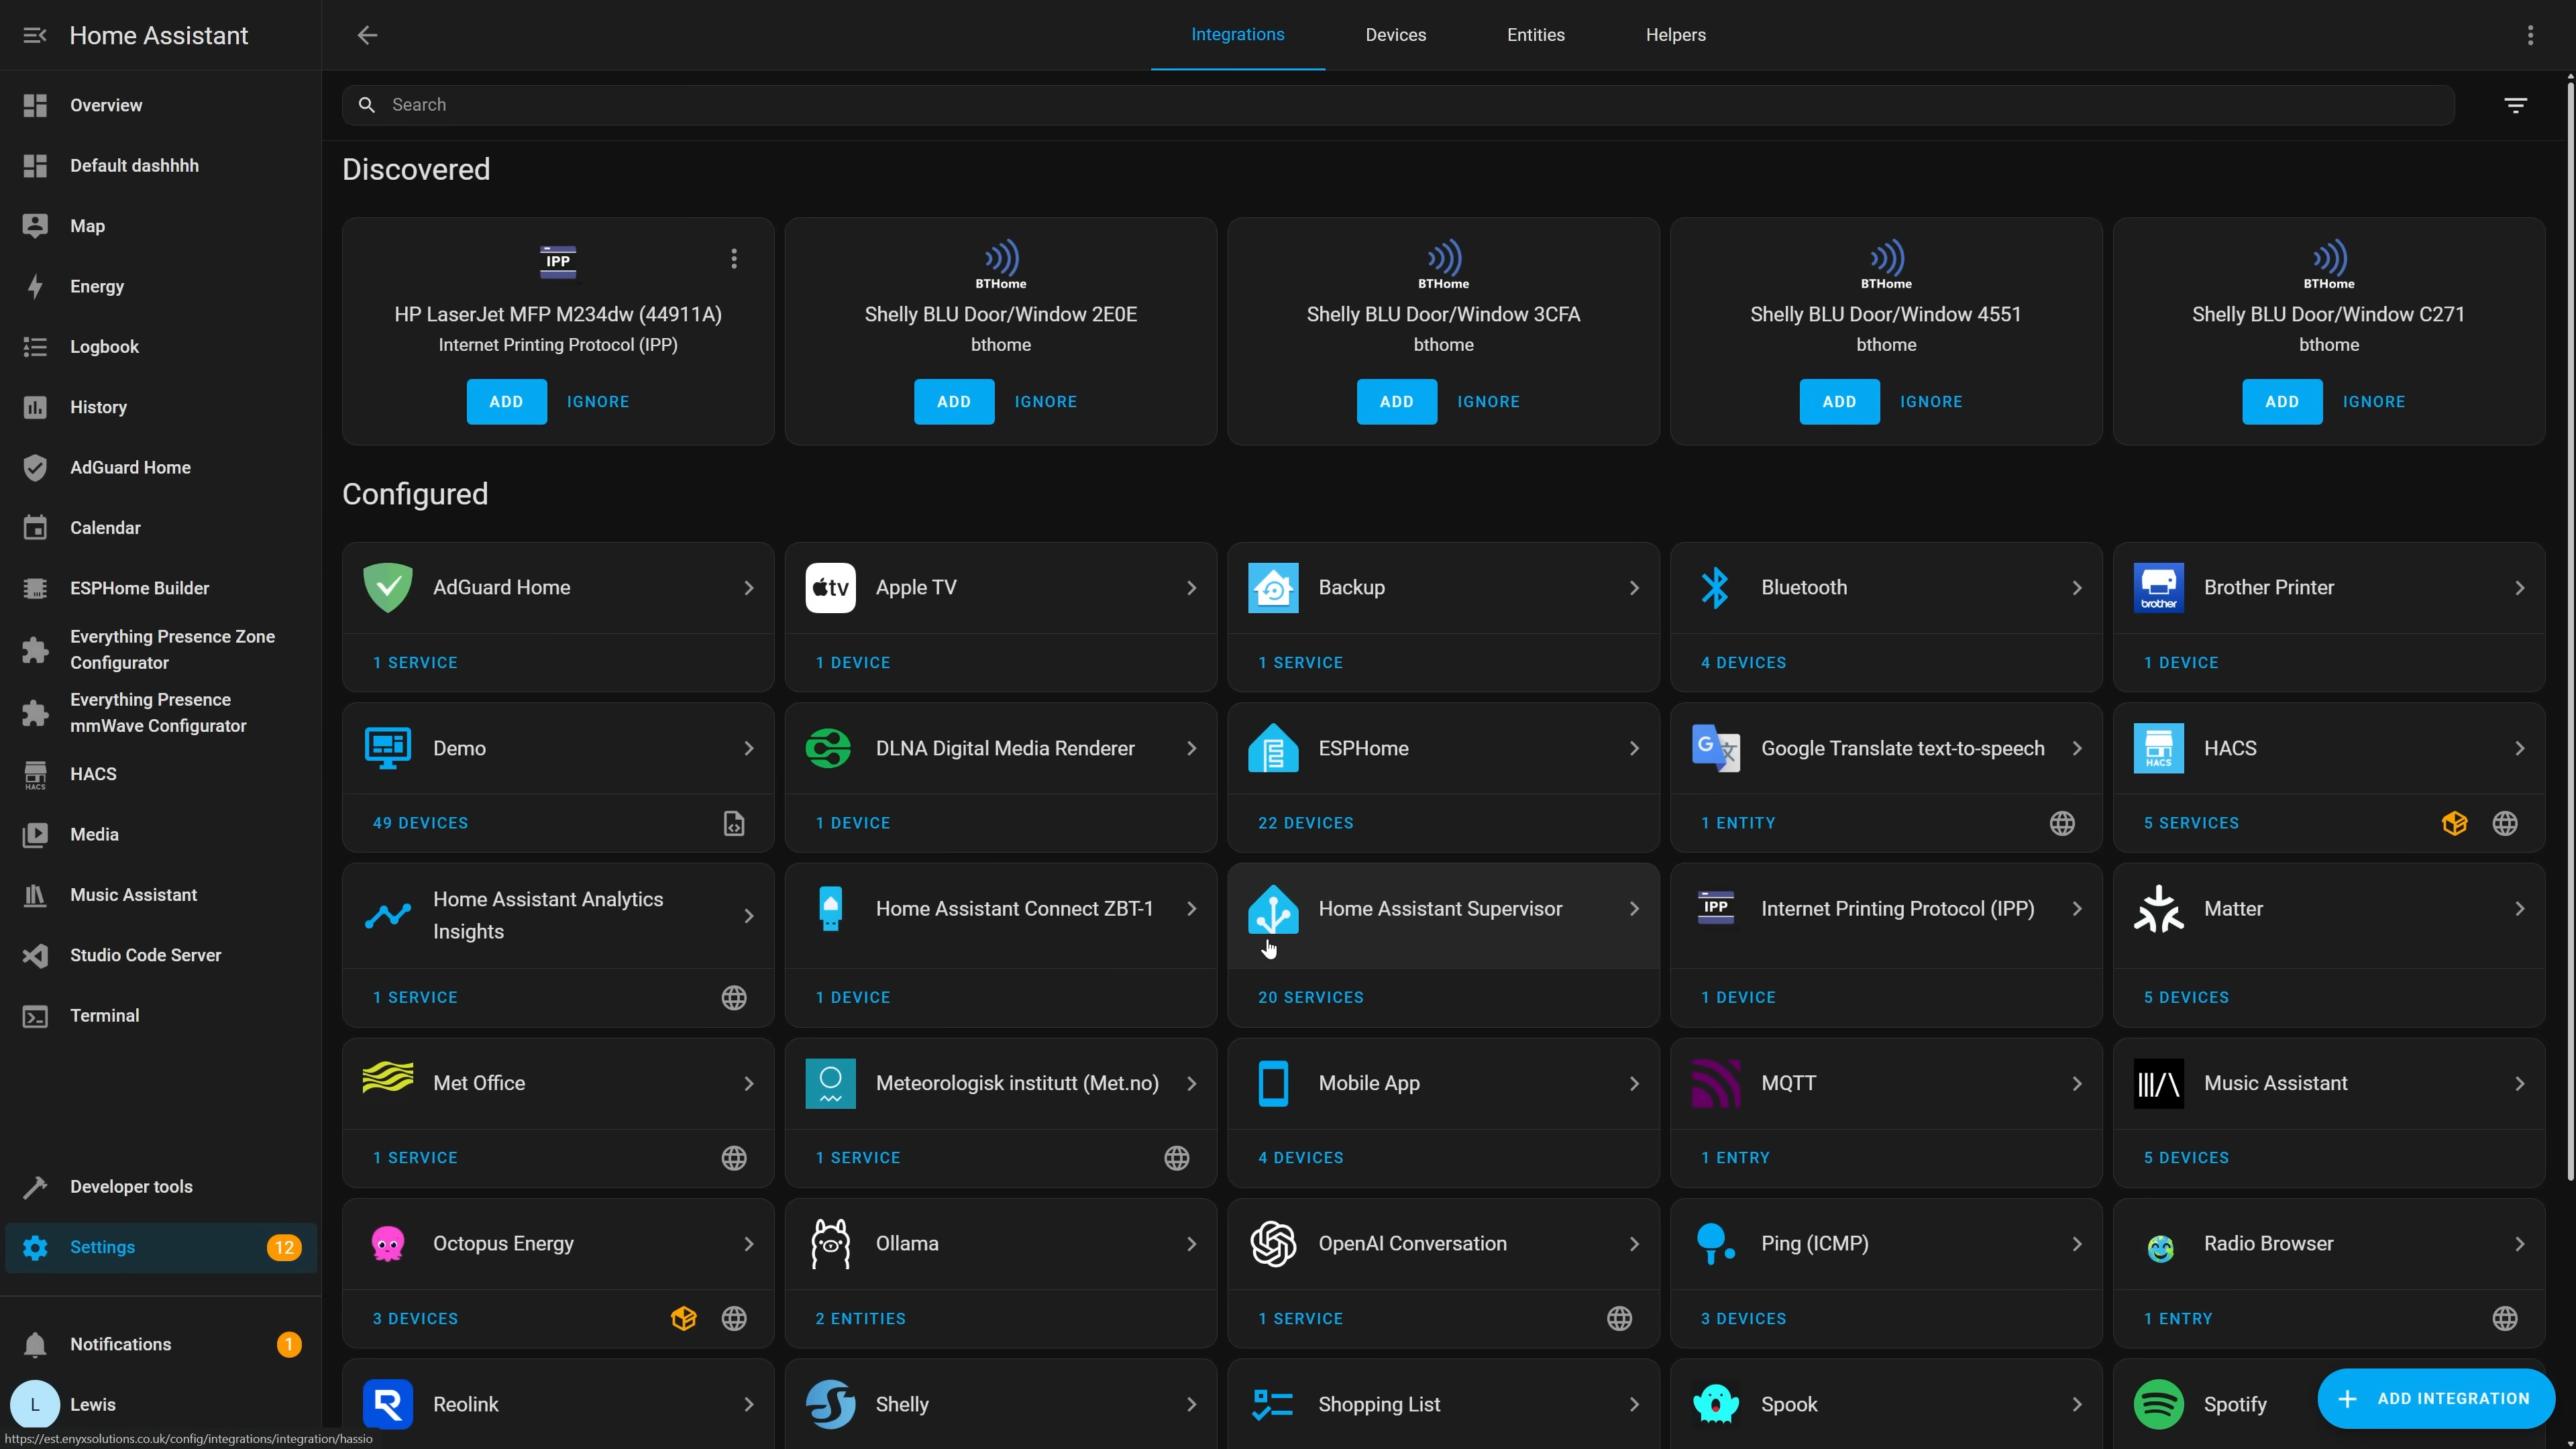 Home Assistant
Overview
Default dashhhh
Map
Energy
Logbook
History
AdGuard Home
Calendar
ESPHome Builder
Everything Presence Zone
Configurator
Everything Presence
mmWave Configurator
HACS
HACS
Media
Music Assistant
Studio Code Server
Terminal
Developer tools
Settings 12
Notifications 1
L Lewis
https://est.enyxsolutions.co.uk/config/integrations/integration/hassio
Integrations Devices Entities Helpers
Search
Discovered
IPP
HP LaserJet MFP M234dw (44911A)
Internet Printing Protocol (IPP)
ADD IGNORE
BTHome
Shelly BLU Door/Window 2E0E
bthome
ADD IGNORE
BTHome
Shelly BLU Door/Window 3CFA
bthome
ADD IGNORE
BTHome
Shelly BLU Door/Window 4551
bthome
ADD IGNORE
BTHome
Shelly BLU Door/Window C271
bthome
ADD IGNORE
Configured
AdGuard Home
1 SERVICE
tv Apple TV
1 DEVICE
Backup
1 SERVICE
Bluetooth
4 DEVICES
brother Brother Printer
1 DEVICE
Demo
49 DEVICES
DLNA Digital Media Renderer
1 DEVICE
ESPHome
22 DEVICES
G Google Translate text-to-speech
1 ENTITY
HACS HACS
5 SERVICES
Home Assistant Analytics
Insights
1 SERVICE
Home Assistant Connect ZBT-1
1 DEVICE
Home Assistant Supervisor
20 SERVICES
IPP Internet Printing Protocol (IPP)
1 DEVICE
Matter
5 DEVICES
Met Office
1 SERVICE
Meteorologisk institutt (Met.no)
1 SERVICE
Mobile App
4 DEVICES
MQTT
1 ENTRY
Music Assistant
5 DEVICES
Octopus Energy
3 DEVICES
Ollama
2 ENTITIES
OpenAI Conversation
1 SERVICE
Ping (ICMP)
3 DEVICES
Radio Browser
1 ENTRY
Reolink
Shelly
Shopping List
Spook
Spotify
ADD INTEGRATION